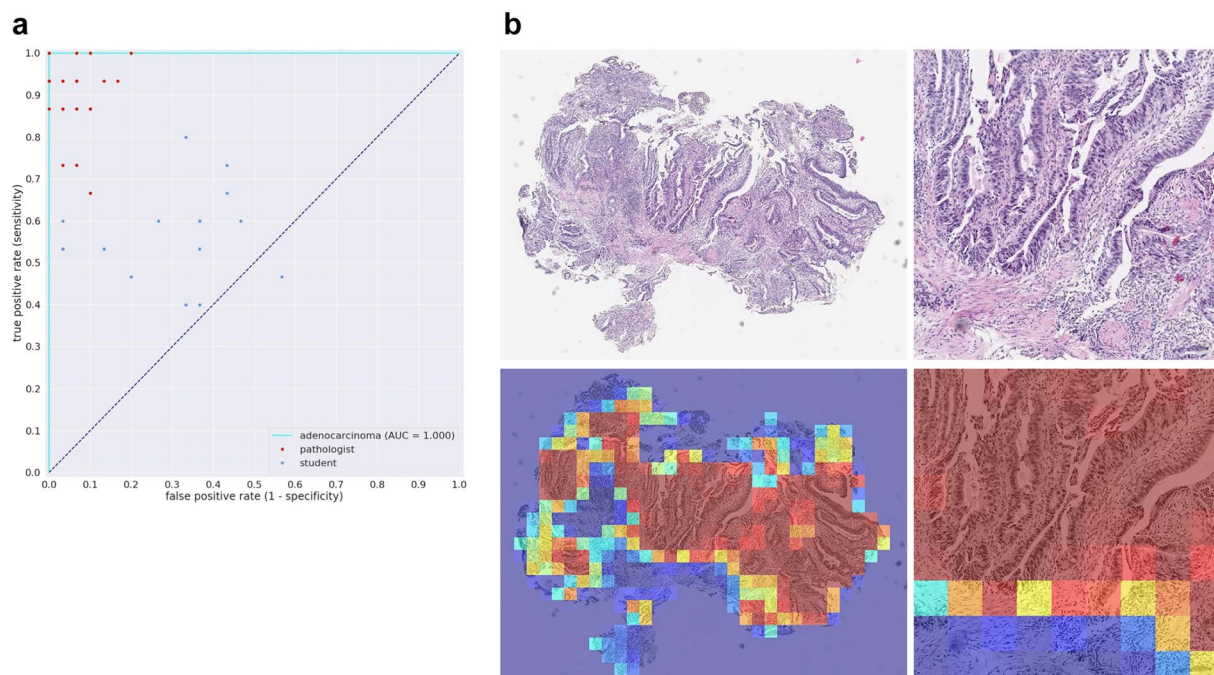 a
b
1.0
0.9
0.8
0.7
0.6
0.5
0.4
0.3
0.2
0.1
0.0
true positive rate (sensitivity)
adenocarcinoma (AUC = 1.000)
pathologist
student
0.0 0.1 0.2 0.3 0.4 0.5 0.6 0.7 0.8 0.9 1.0
false positive rate (1 - specificity)